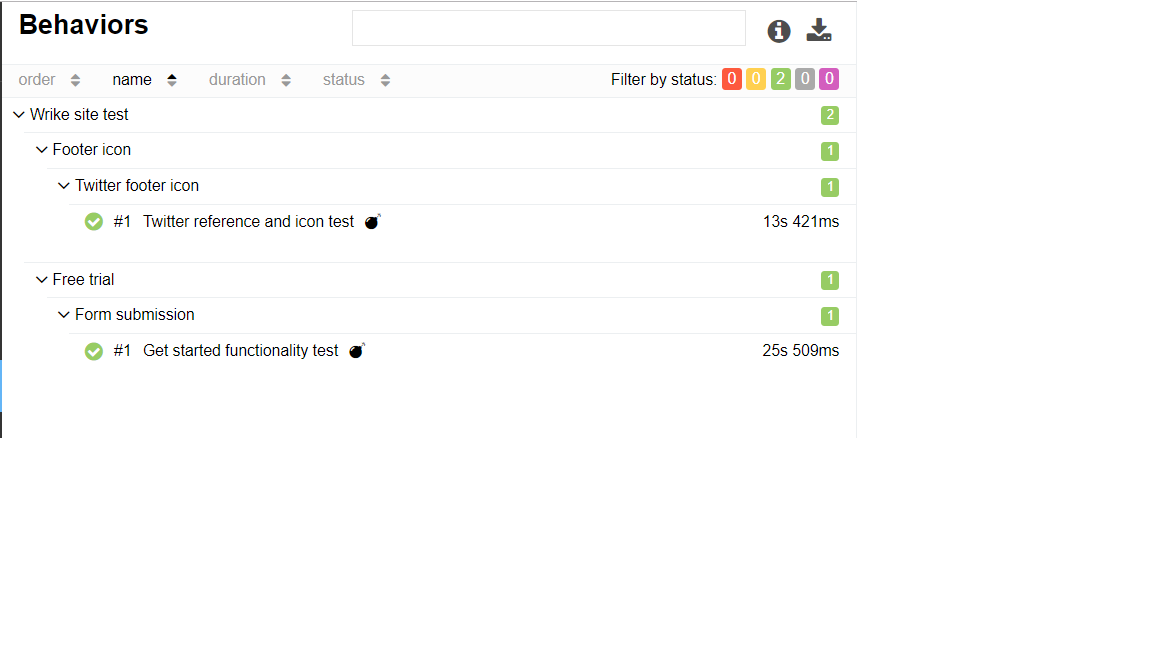 Behaviors
order name duration status Filter by status: 0 0 2 0 0
Wrike site test 2
Footer icon 1
Twitter footer icon 1
#1 Twitter reference and icon test 13s 421ms
Free trial 1
Form submission 1
#1 Get started functionality test 25s 509ms